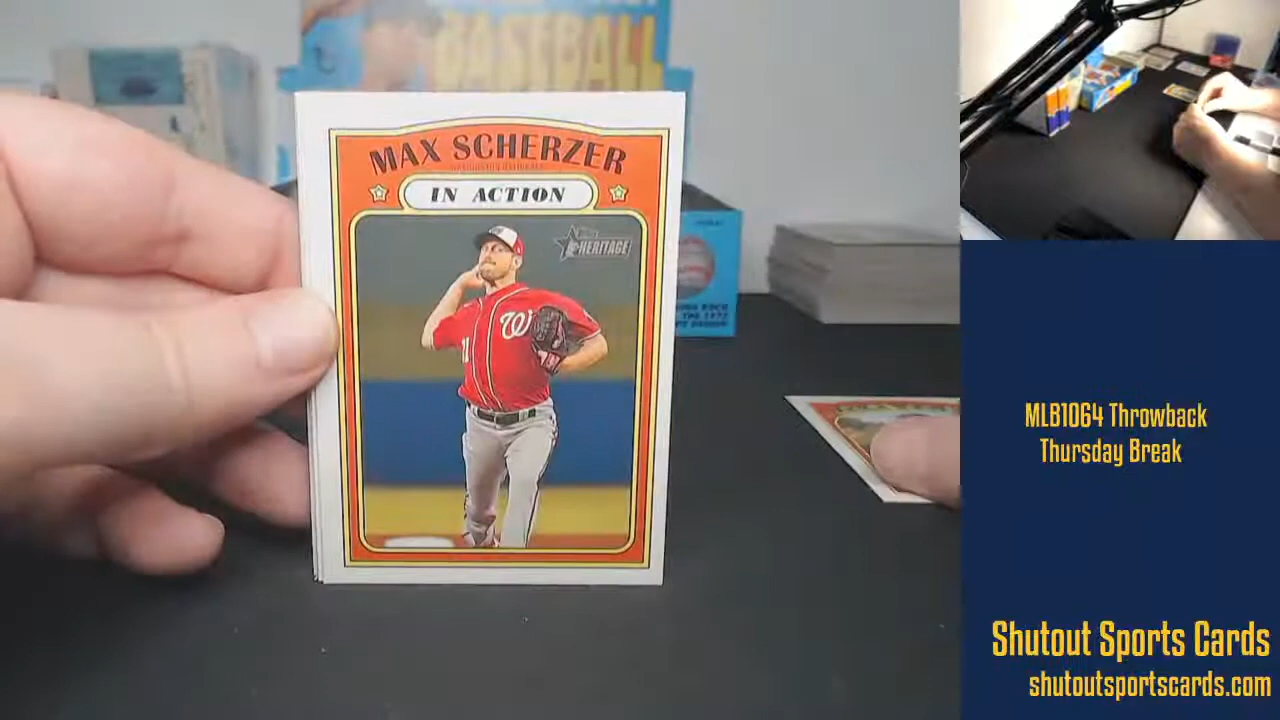 BASEBALL
MAX SCHERZER
IN ACTION
HERITAGE
W
MLB1064 Throwback
Thursday Break
Shutout Sports Cards
shutoutsportscards.com